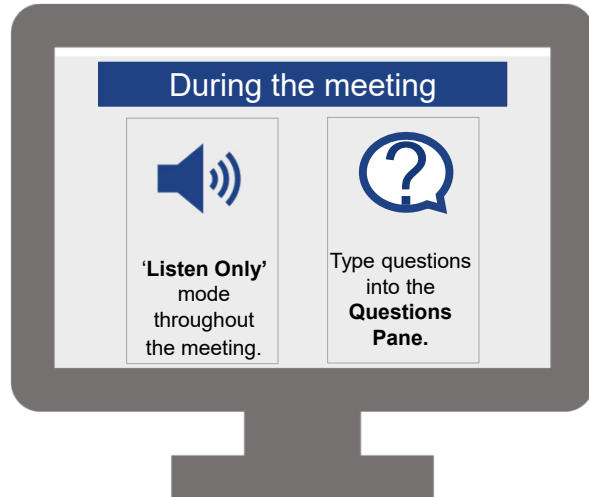 During the meeting
‘Listen Only’
mode
throughout
the meeting.
?
Type questions
into the
Questions
Pane.